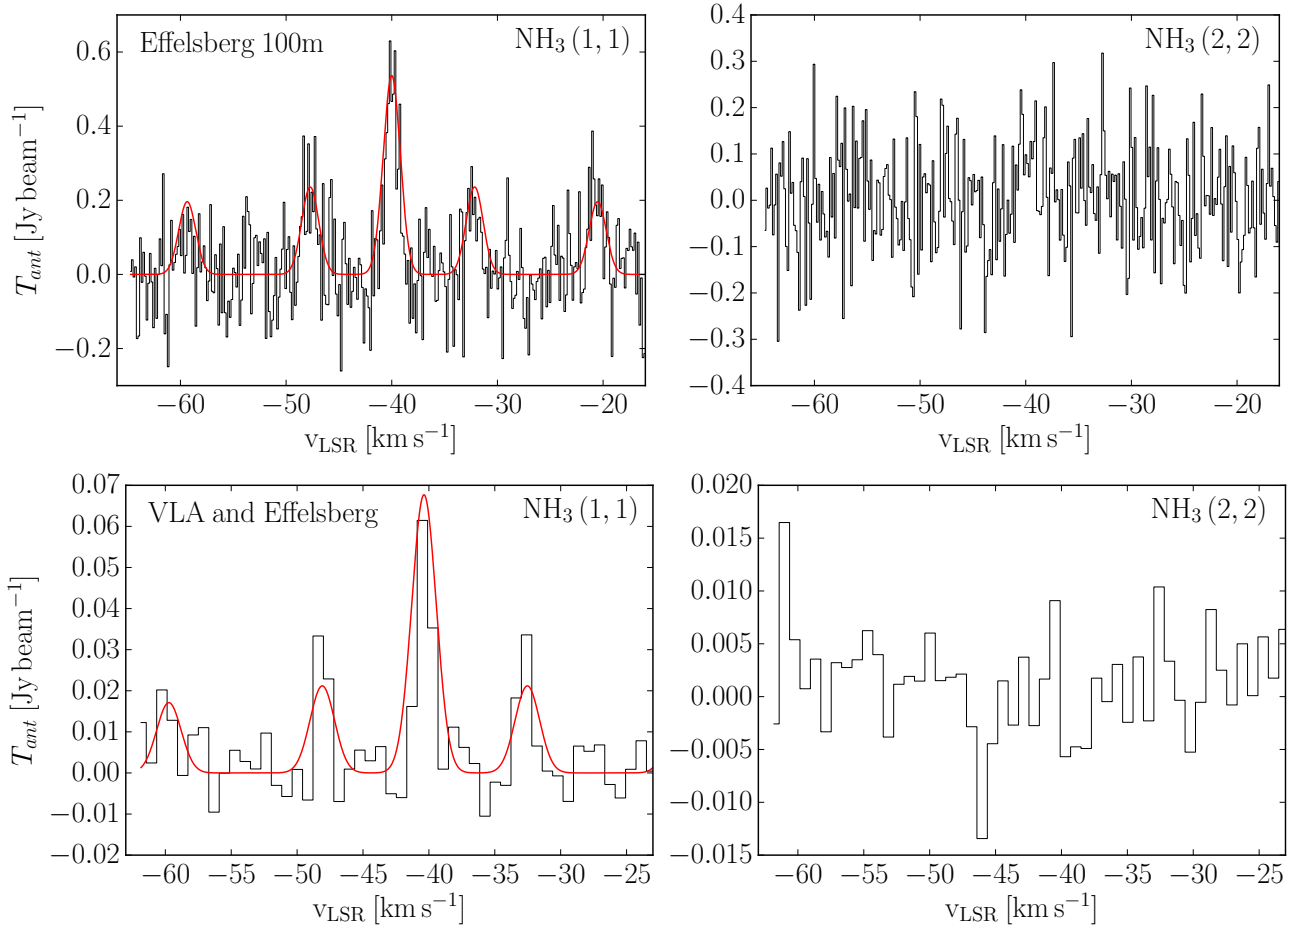 Effelsberg 100m
NH₃ (1, 1)
0.6
0.4
0.2
0.0
−0.2
T_ant [Jy beam⁻¹]
−60 −50 −40 −30 −20
v_LSR [km s⁻¹]
NH₃ (2, 2)
0.4
0.3
0.2
0.1
0.0
−0.1
−0.2
−0.3
−0.4
−60 −50 −40 −30 −20
v_LSR [km s⁻¹]
VLA and Effelsberg
NH₃ (1, 1)
0.07
0.06
0.05
0.04
0.03
0.02
0.01
0.00
−0.01
−0.02
T_ant [Jy beam⁻¹]
−60 −55 −50 −45 −40 −35 −30 −25
v_LSR [km s⁻¹]
NH₃ (2, 2)
0.020
0.015
0.010
0.005
0.000
−0.005
−0.010
−0.015
−60 −55 −50 −45 −40 −35 −30 −25
v_LSR [km s⁻¹]